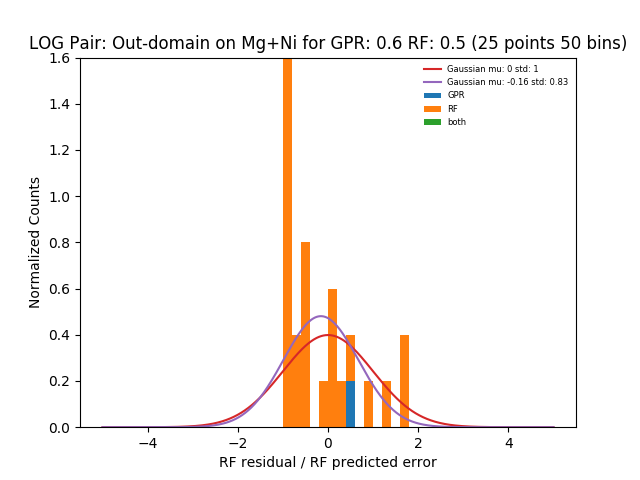 LOG Pair: Out-domain on Mg+Ni for GPR: 0.6 RF: 0.5 (25 points 50 bins)
Gaussian mu: 0 std: 1
Gaussian mu: -0.16 std: 0.83
GPR
RF
both
Normalized Counts
1.6
1.4
1.2
1.0
0.8
0.6
0.4
0.2
0.0
−4 −2 0 2 4
RF residual / RF predicted error